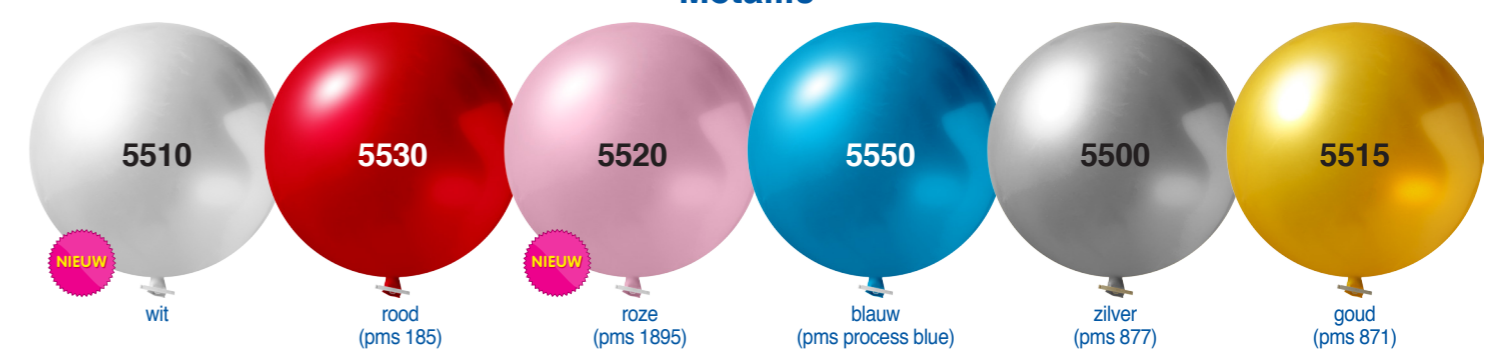 Metallic
5510
5530
5520
5550
5500
5515
NIEUW
NIEUW
wit
rood
roze
blauw
zilver
goud
(pms 185)
(pms 1895)
(pms process blue)
(pms 877)
(pms 871)